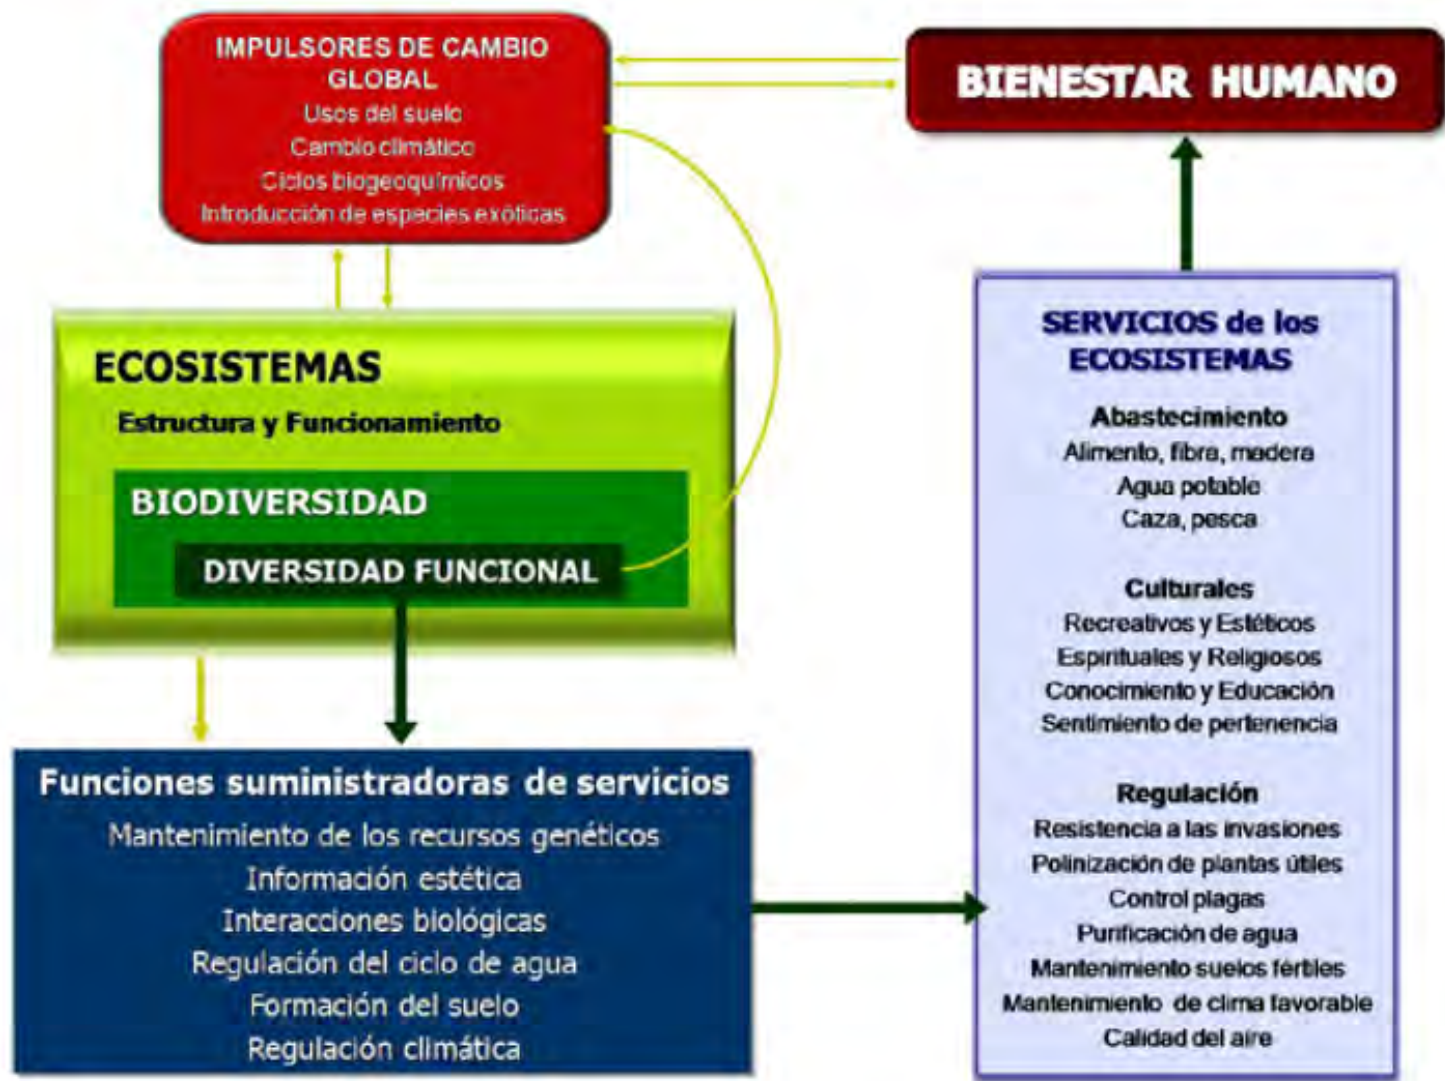 IMPULSORES DE CAMBIO
GLOBAL
Usos del suelo
Cambio climático
Ciclos biogeoquímicos
Introducción de especies exóticas
BIENESTAR HUMANO
ECOSISTEMAS
Estructura y Funcionamiento
BIODIVERSIDAD
DIVERSIDAD FUNCIONAL
Funciones suministradoras de servicios
Mantenimiento de los recursos genéticos
Información estética
Interacciones biológicas
Regulación del ciclo de agua
Formación del suelo
Regulación climática
SERVICIOS de los
ECOSISTEMAS
Abastecimiento
Alimento, fibra, madera
Agua potable
Caza, pesca
Culturales
Recreativos y Estéticos
Espirituales y Religiosos
Conocimiento y Educación
Sentimiento de pertenencia
Regulación
Resistencia a las invasiones
Polinización de plantas útiles
Control plagas
Purificación de agua
Mantenimiento suelos fértiles
Mantenimiento de clima favorable
Calidad del aire